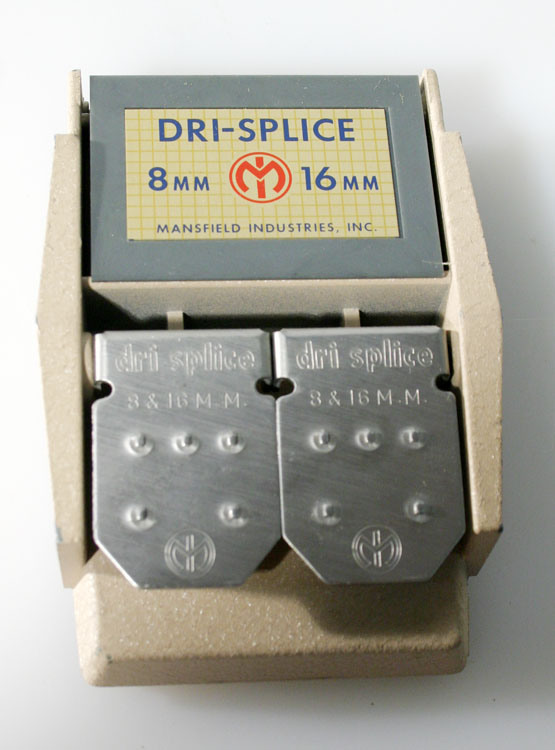 DRI-SPLICE
8MM M 16MM
MANSFIELD INDUSTRIES, INC.
dri splice dri splice
8 & 16 M.M. 8 & 16 M.M.
M M